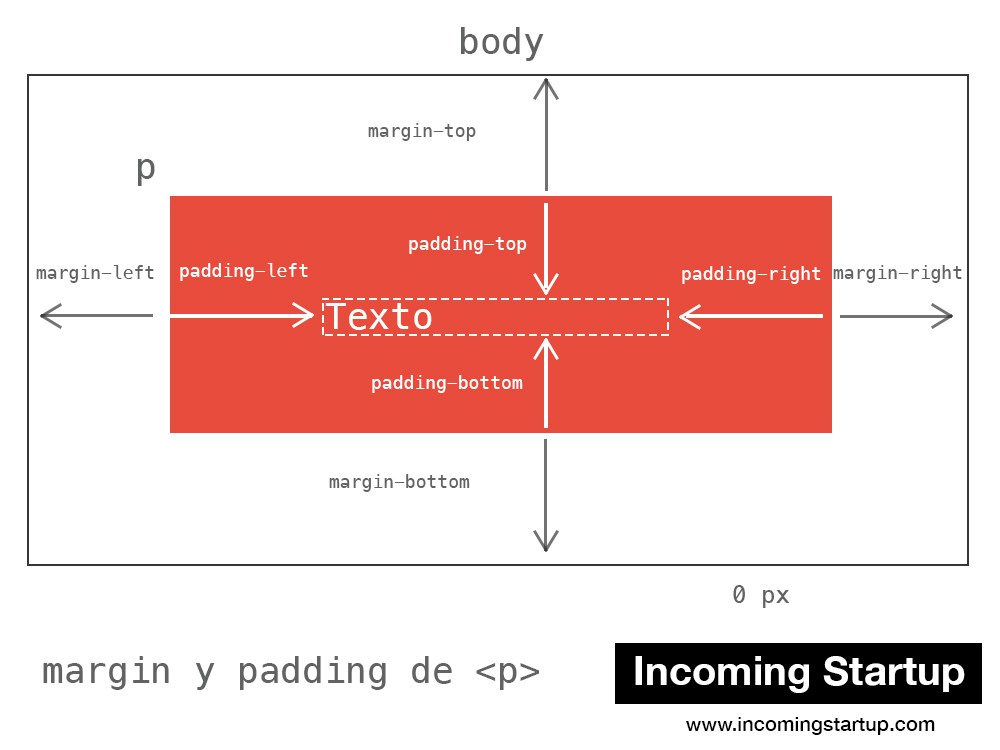 body
margin-top
p
padding-top
margin-left
padding-left
padding-right
margin-right
Texto
padding-bottom
margin-bottom
0 px
margin y padding de <p>
Incoming Startup
www.incomingstartup.com